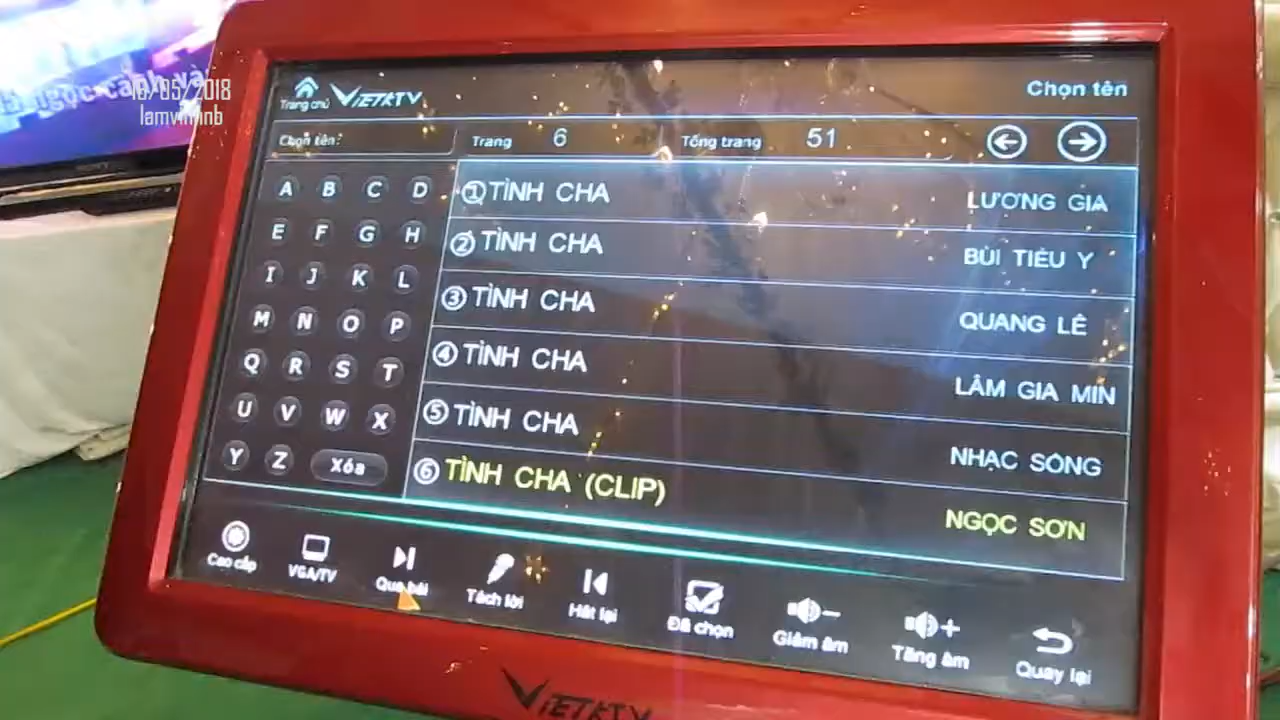 ngọc cảnh và
16/05/2018
lamvinhnb
Trang chủ
VIETKTV
Chọn tên
Chọn tên:
Trang 6 Tổng trang 51
A B C D
E F G H
I J K L
M N O P
Q R S T
U V W X
Y Z Xóa
1 TÌNH CHA LƯƠNG GIA
2 TÌNH CHA BÙI TIỂU Y
3 TÌNH CHA QUANG LÊ
4 TÌNH CHA LÂM GIA MIN
5 TÌNH CHA NHẠC SỐNG
6 TÌNH CHA (CLIP) NGỌC SƠN
Cao cấp VGA/TV Qua bài Tách lời Hát lại Đã chọn Giảm âm Tăng âm Quay lại
VIETKTV